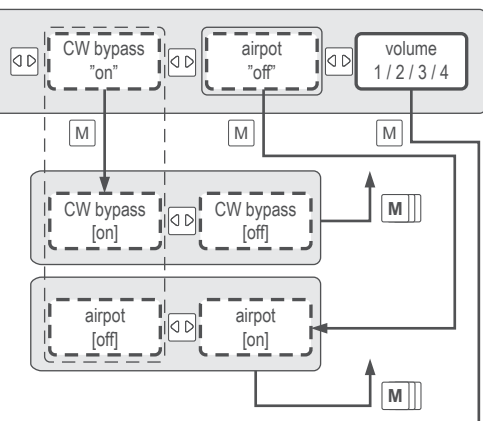 CW bypass
"on"
airpot
"off"
volume
1 / 2 / 3 / 4
M
M
M
CW bypass
[on]
CW bypass
[off]
M
airpot
[off]
airpot
[on]
M